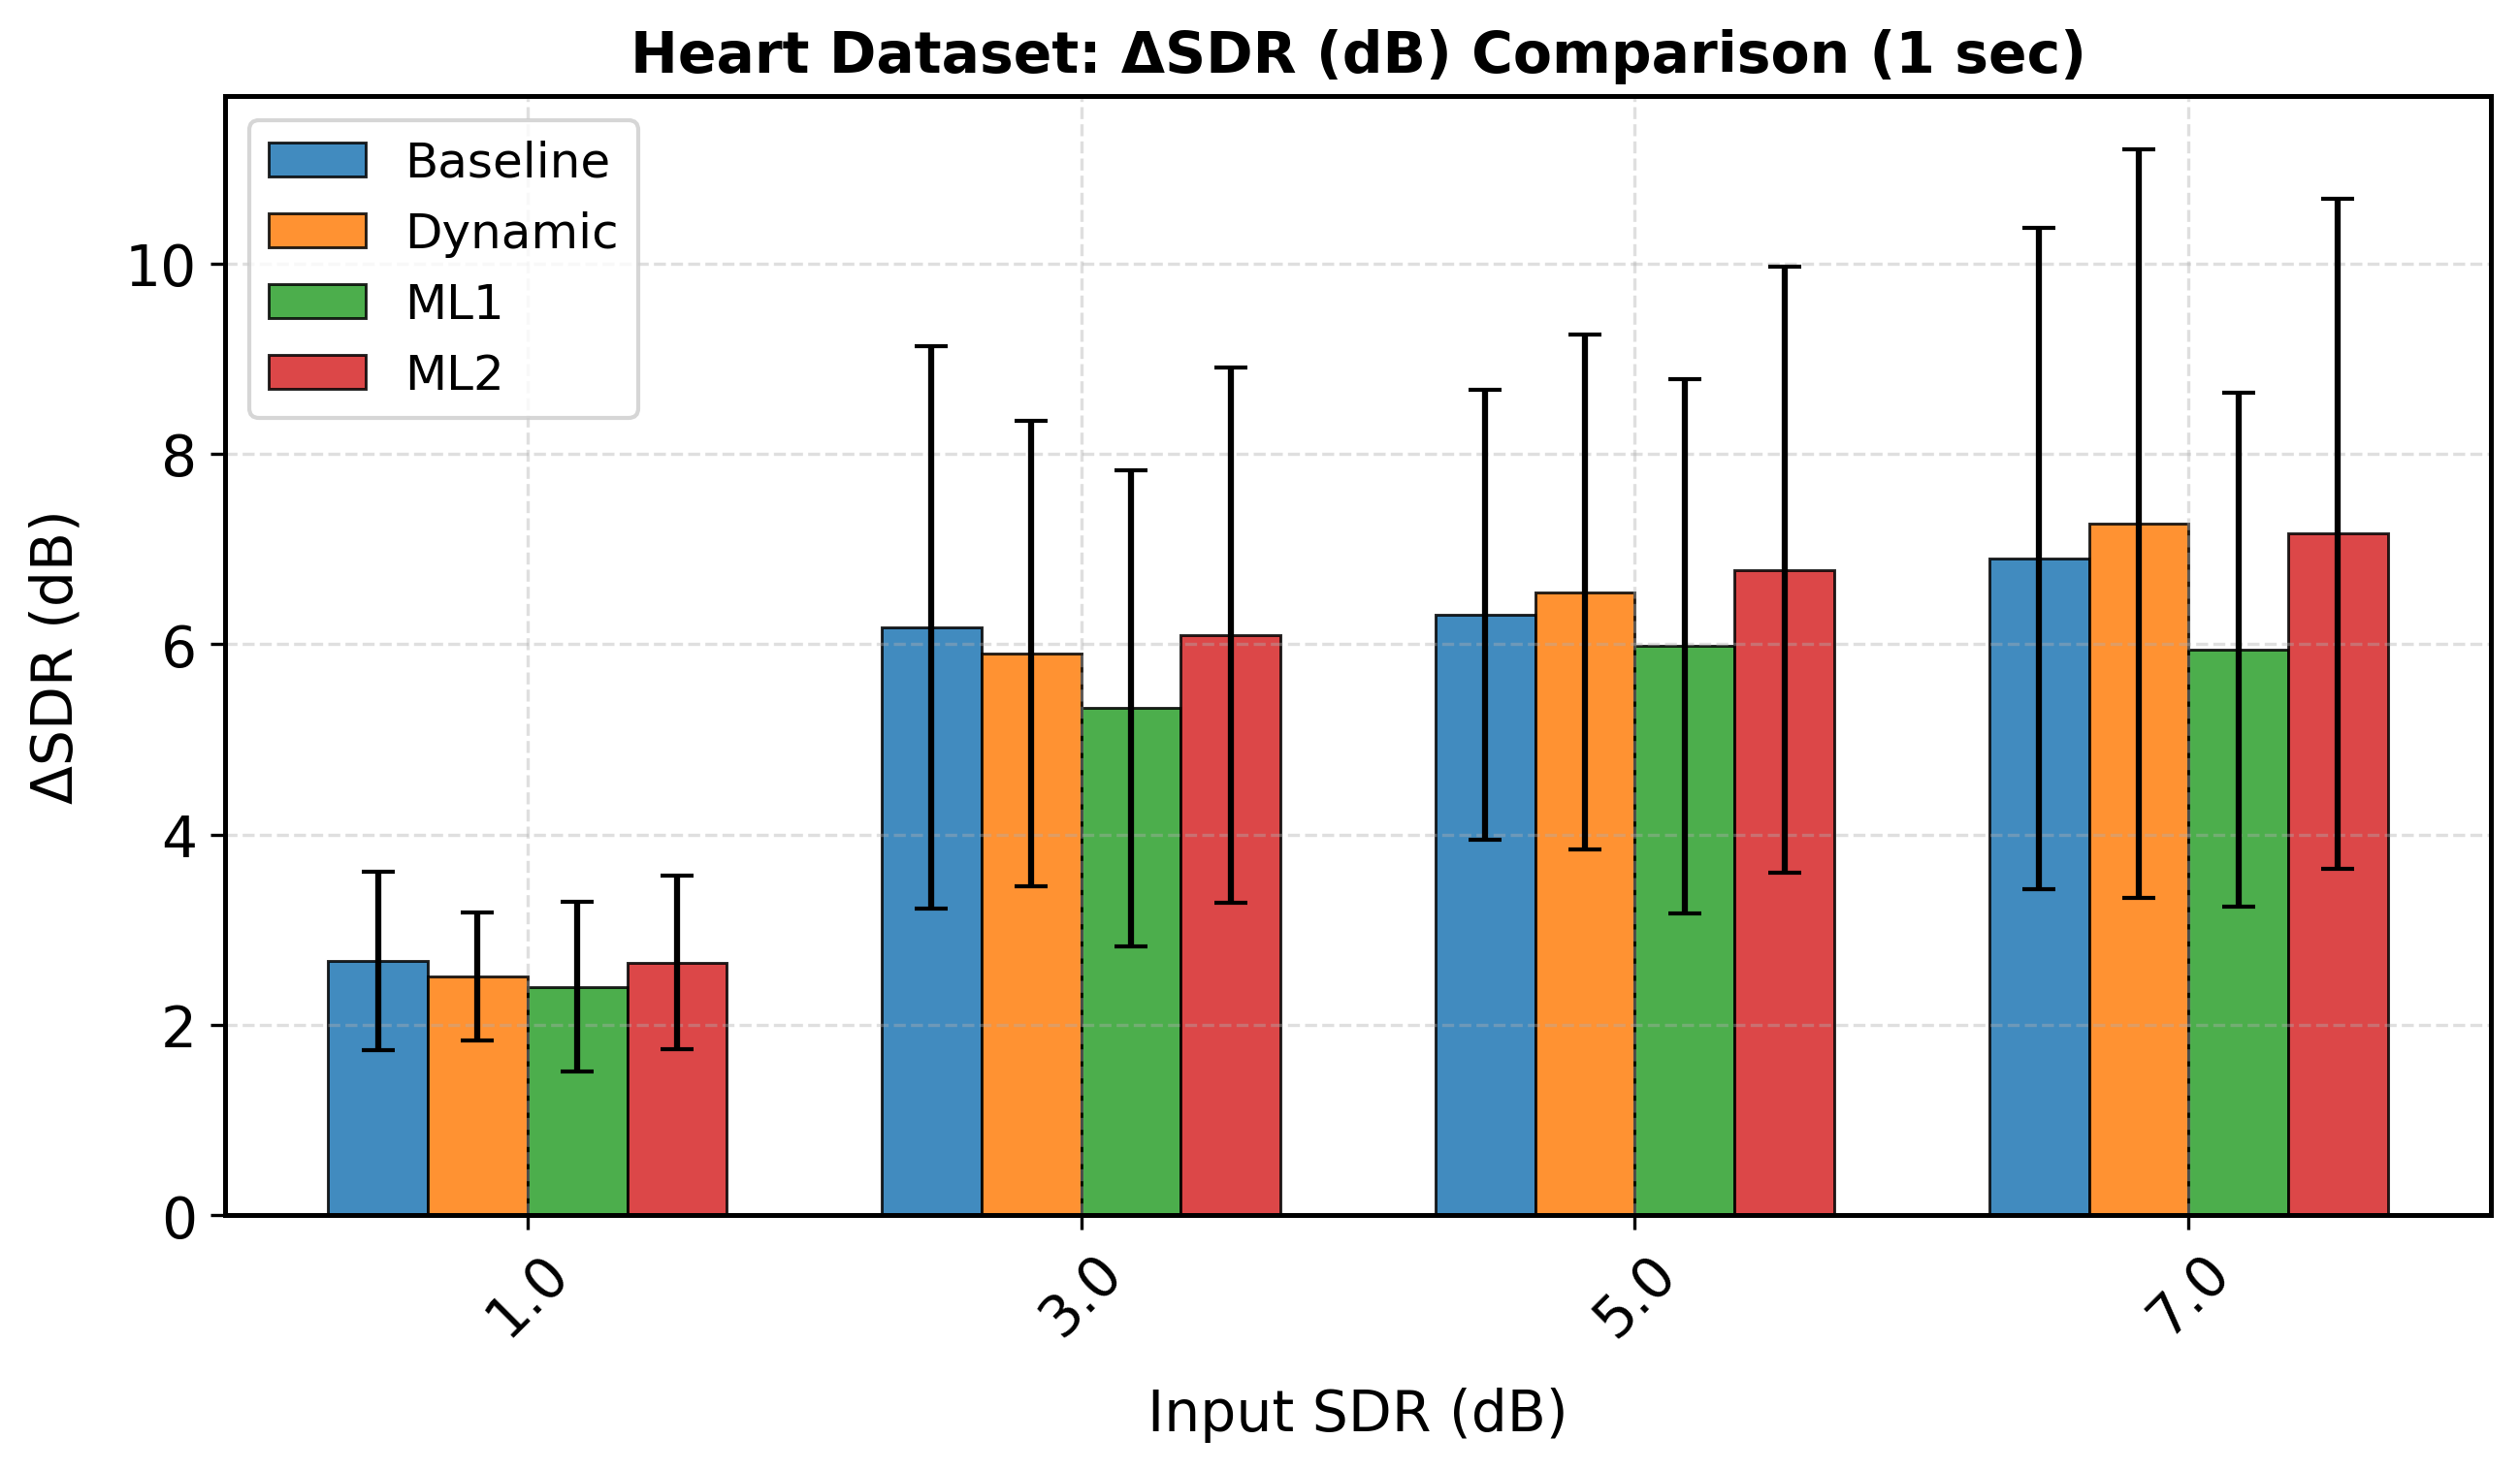 Heart Dataset: ΔSDR (dB) Comparison (1 sec)
Baseline
Dynamic
ML1
ML2
10
8
6
4
2
0
ΔSDR (dB)
1.0 3.0 5.0 7.0
Input SDR (dB)